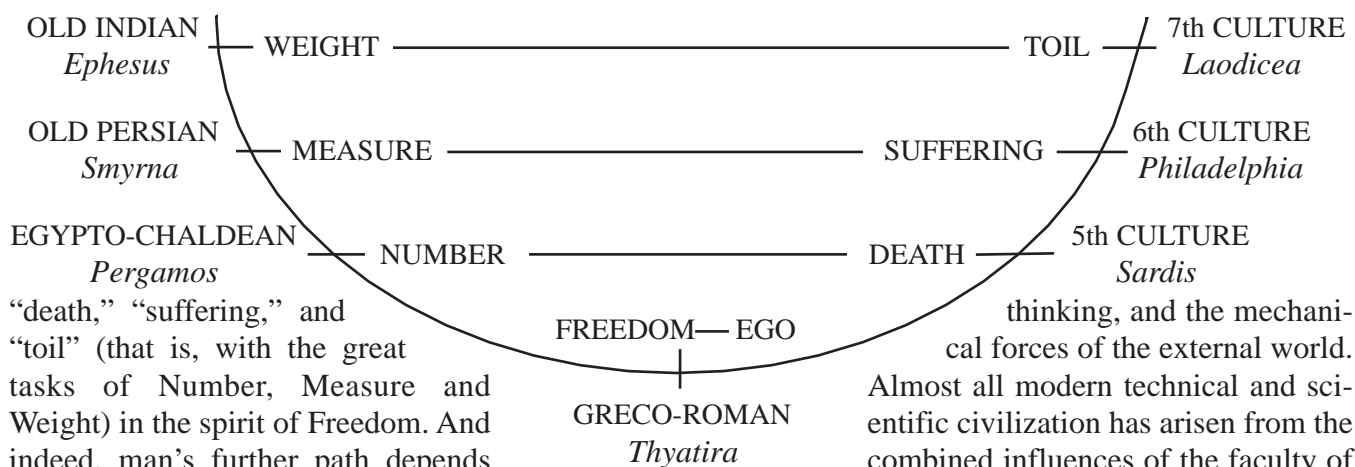 OLD INDIAN
Ephesus
WEIGHT
TOIL
7th CULTURE
Laodicea
OLD PERSIAN
Smyrna
MEASURE
SUFFERING
6th CULTURE
Philadelphia
EGYPTO-CHALDEAN
Pergamos
NUMBER
DEATH
5th CULTURE
Sardis
FREEDOM — EGO
GRECO-ROMAN
Thyatira
“death,” “suffering,” and
“toil” (that is, with the great
tasks of Number, Measure and
Weight) in the spirit of Freedom. And
indeed, man’s further path depends
thinking, and the mechani-
cal forces of the external world.
Almost all modern technical and sci-
entific civilization has arisen from the
combined influences of the faculty of